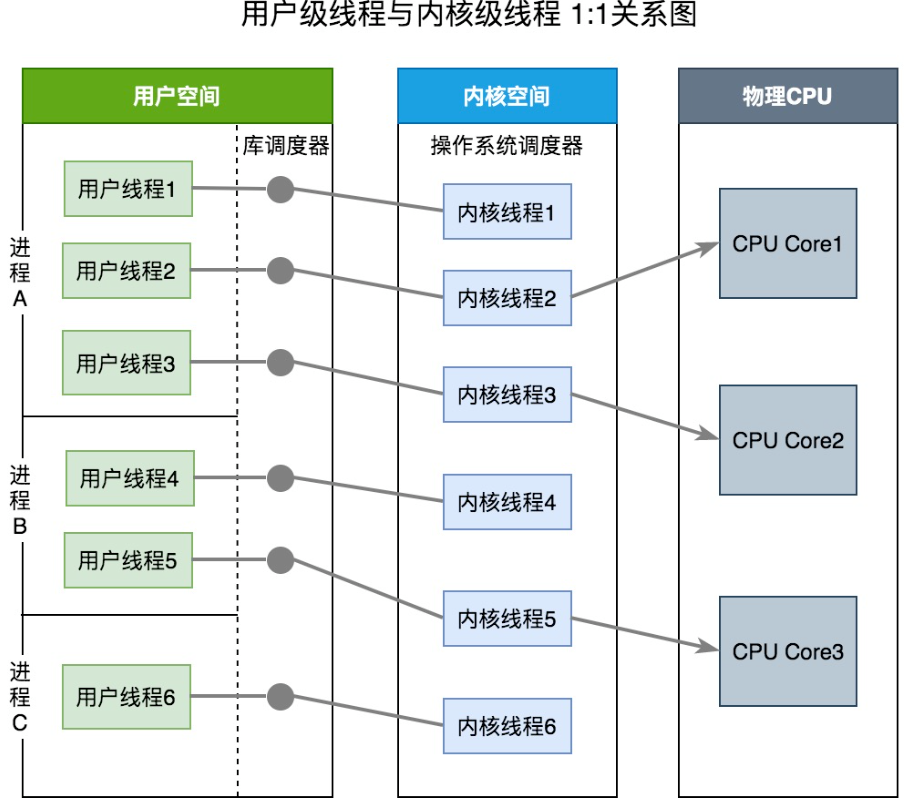 用户级线程与内核级线程 1:1关系图
用户空间
内核空间
物理CPU
库调度器
操作系统调度器
进程A
用户线程1
用户线程2
用户线程3
进程B
用户线程4
用户线程5
进程C
用户线程6
内核线程1
内核线程2
内核线程3
内核线程4
内核线程5
内核线程6
CPU Core1
CPU Core2
CPU Core3